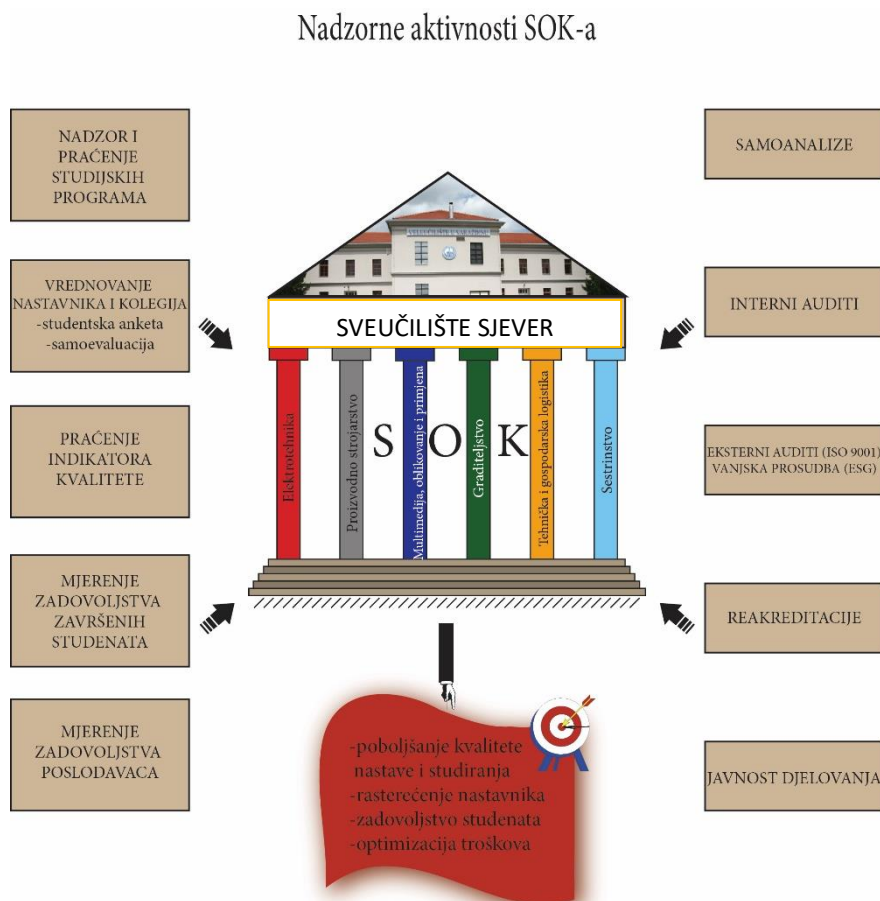 Nadzorne aktivnosti SOK-a
NADZOR I
PRAĆENJE
STUDIJSKIH
PROGRAMA
VREDNOVANJE
NASTAVNIKA I KOLEGIJA
-studentska anketa
-samoevaluacija
PRAĆENJE
INDIKATORA
KVALITETE
MJERENJE
ZADOVOLJSTVA
ZAVRŠENIH
STUDENATA
MJERENJE
ZADOVOLJSTVA
POSLODAVACA
VELEUČILIŠTE U VARAŽDINU
SVEUČILIŠTE SJEVER
Elektrotehnika
Proizvodno strojarstvo
S
Multimedija, oblikovanje i primjena
O
Graditeljstvo
K
Tehnička i gospodarska logistika
Sestrinstvo
-poboljšanje kvalitete
nastave i studiranja
-rasterećenje nastavnika
-zadovoljstvo studenata
-optimizacija troškova
SAMOANALIZE
INTERNI AUDITI
EKSTERNI AUDITI (ISO 9001)
VANJSKA PROSUDBA (ESG)
REAKREDITACIJE
JAVNOST DJELOVANJA